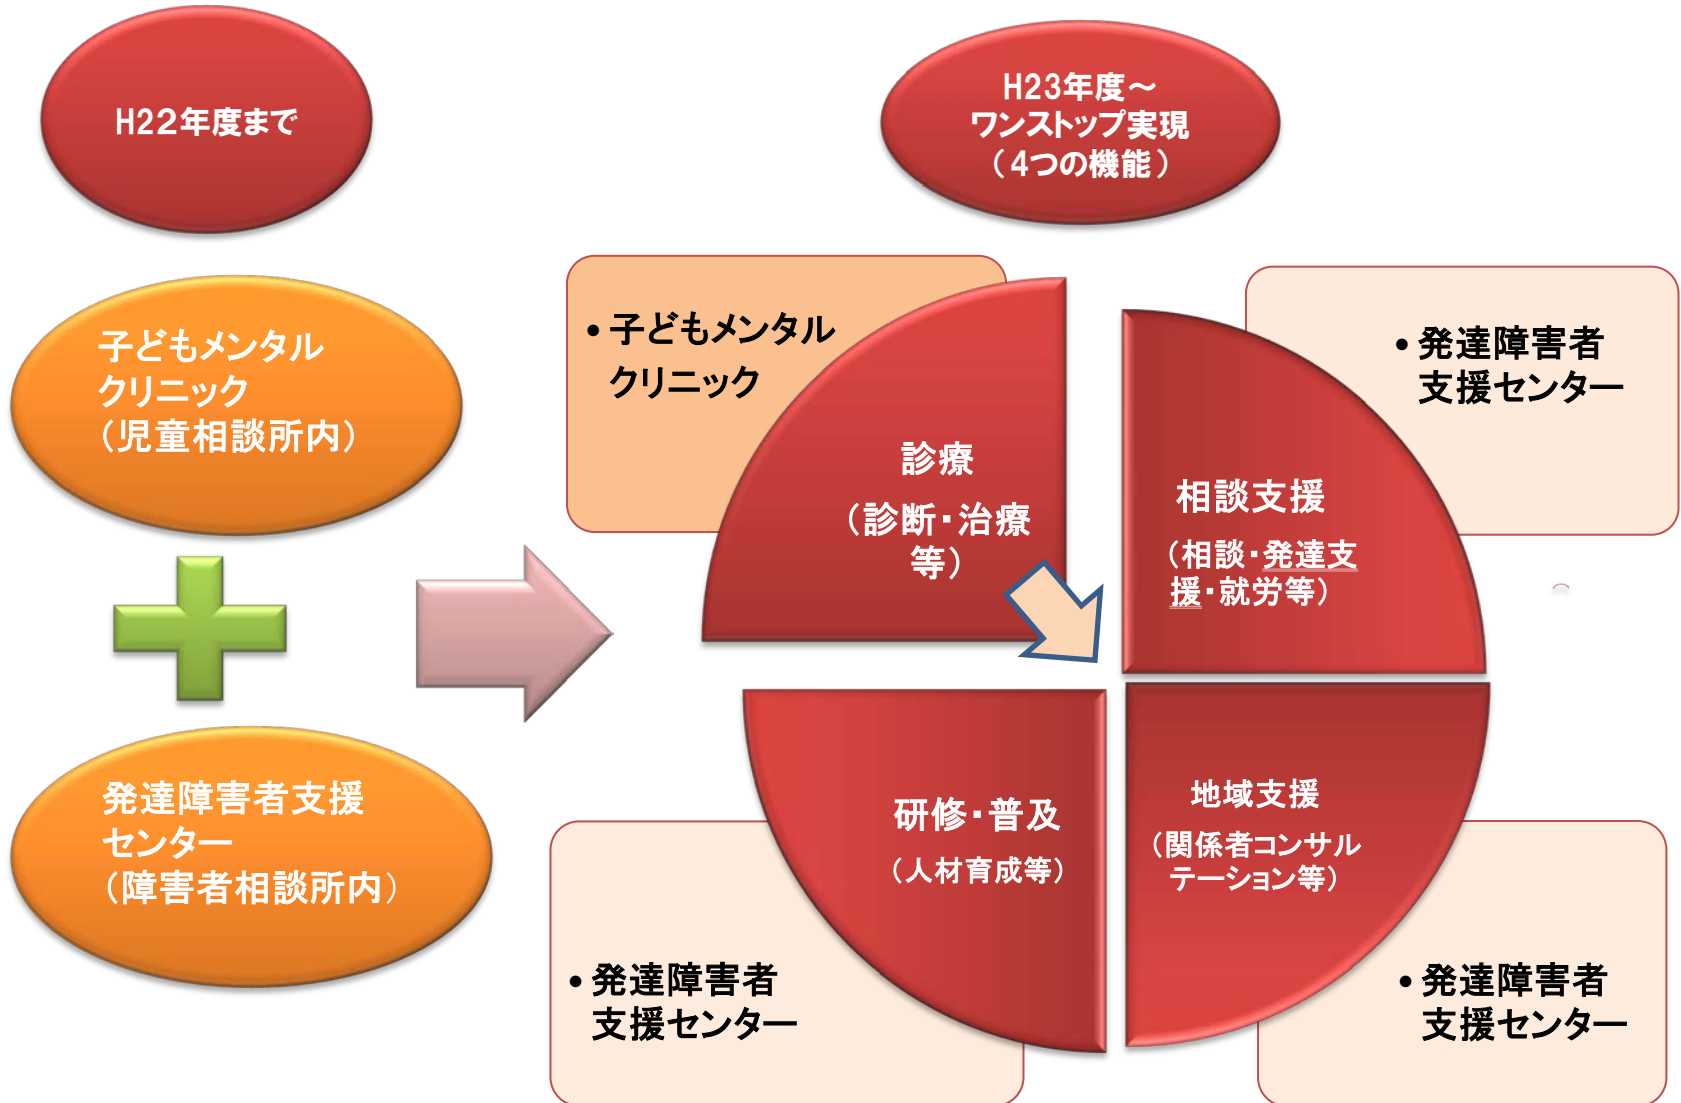 H22年度まで
H23年度～
ワンストップ実現
（4つの機能）
子どもメンタル
クリニック
（児童相談所内）
発達障害者支援
センター
（障害者相談所内）
• 子どもメンタル
クリニック
診療
（診断・治療
等）
• 発達障害者
支援センター
相談支援
（相談・発達支
援・就労等）
研修・普及
（人材育成等）
• 発達障害者
支援センター
地域支援
（関係者コンサル
テーション等）
• 発達障害者
支援センター